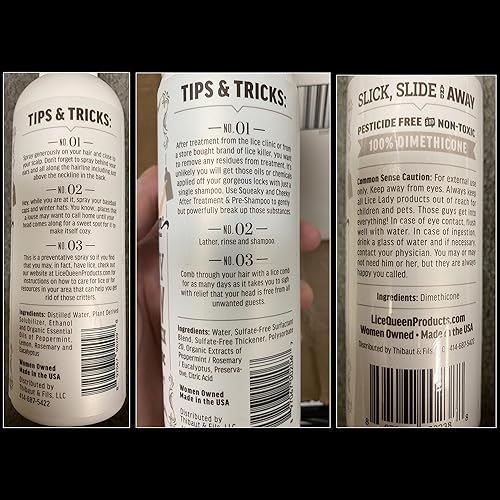 TIPS & TRICKS:
NO. 01
Spray generously on your hair and close to
your scalp. Don't forget to spray behind your
ears and all along the hairline including just
above the neckline in the back.
NO. 02
Hey, while you are at it, spray your baseball
caps and winter hats. You know...places that
a louse may want to call home until your
head comes along for a sweet spot for it to
make itself cozy.
NO. 03
This is a preventative spray so if you find
that you may, in fact, have lice, check out
our website at LiceQueenProducts.com for
instructions on how to care for lice or for
resources in your area that can help you get
rid of those critters.
Ingredients: Distilled Water, Plant Derived
Solubilizer, Ethanol
and Organic Essential
Oils of Peppermint,
Lemon, Rosemary and
Eucalyptus
Women Owned
Made in the USA
Distributed by
Thibaut & Fils, LLC
414-687-5422
TIPS & TRICKS:
NO. 01
After treatment from the lice clinic or from a
store bought brand of lice killer, you may want
to remove any residues from treatment. It's
unlikely you will get those oils or chemicals
applied off your gorgeous locks with just a
single shampoo. Use Squeaky and Cheeky
After Treatment & Pre-Shampoo to gently
but powerfully break up those substances
NO. 02
Lather, rinse and shampoo.
NO. 03
Comb through your hair with a lice comb
for as many days as it takes you to sigh
with relief that your head is free from all
unwanted guests.
Ingredients: Water, Sulfate-Free Surfactant
Blend, Sulfate-Free Thickener, Polysorbate
20, Organic Extracts of
Peppermint / Rosemary
/ Eucalyptus, Preserva-
tive, Citric Acid
Women Owned
Made in the USA
Distributed by
Thibaut & Fils, LLC
SLICK, SLIDE AND AWAY
PESTICIDE FREE AND NON-TOXIC
100% DIMETHICONE
Common Sense Caution: For external use
only. Keep away from eyes. Always keep
all Lice Lady products out of reach for
children and pets. Those guys get into
everything! In case of eye contact, flush
well with water. In case of ingestion,
drink a glass of water and if necessary,
contact your physician. You may or may
not need him or her, but they are always
happy you called.
Ingredients: Dimethicone
LiceQueenProducts.com
Women Owned • Made in the USA
Distributed by Thibaut & Fils, LLC 414-687-5422